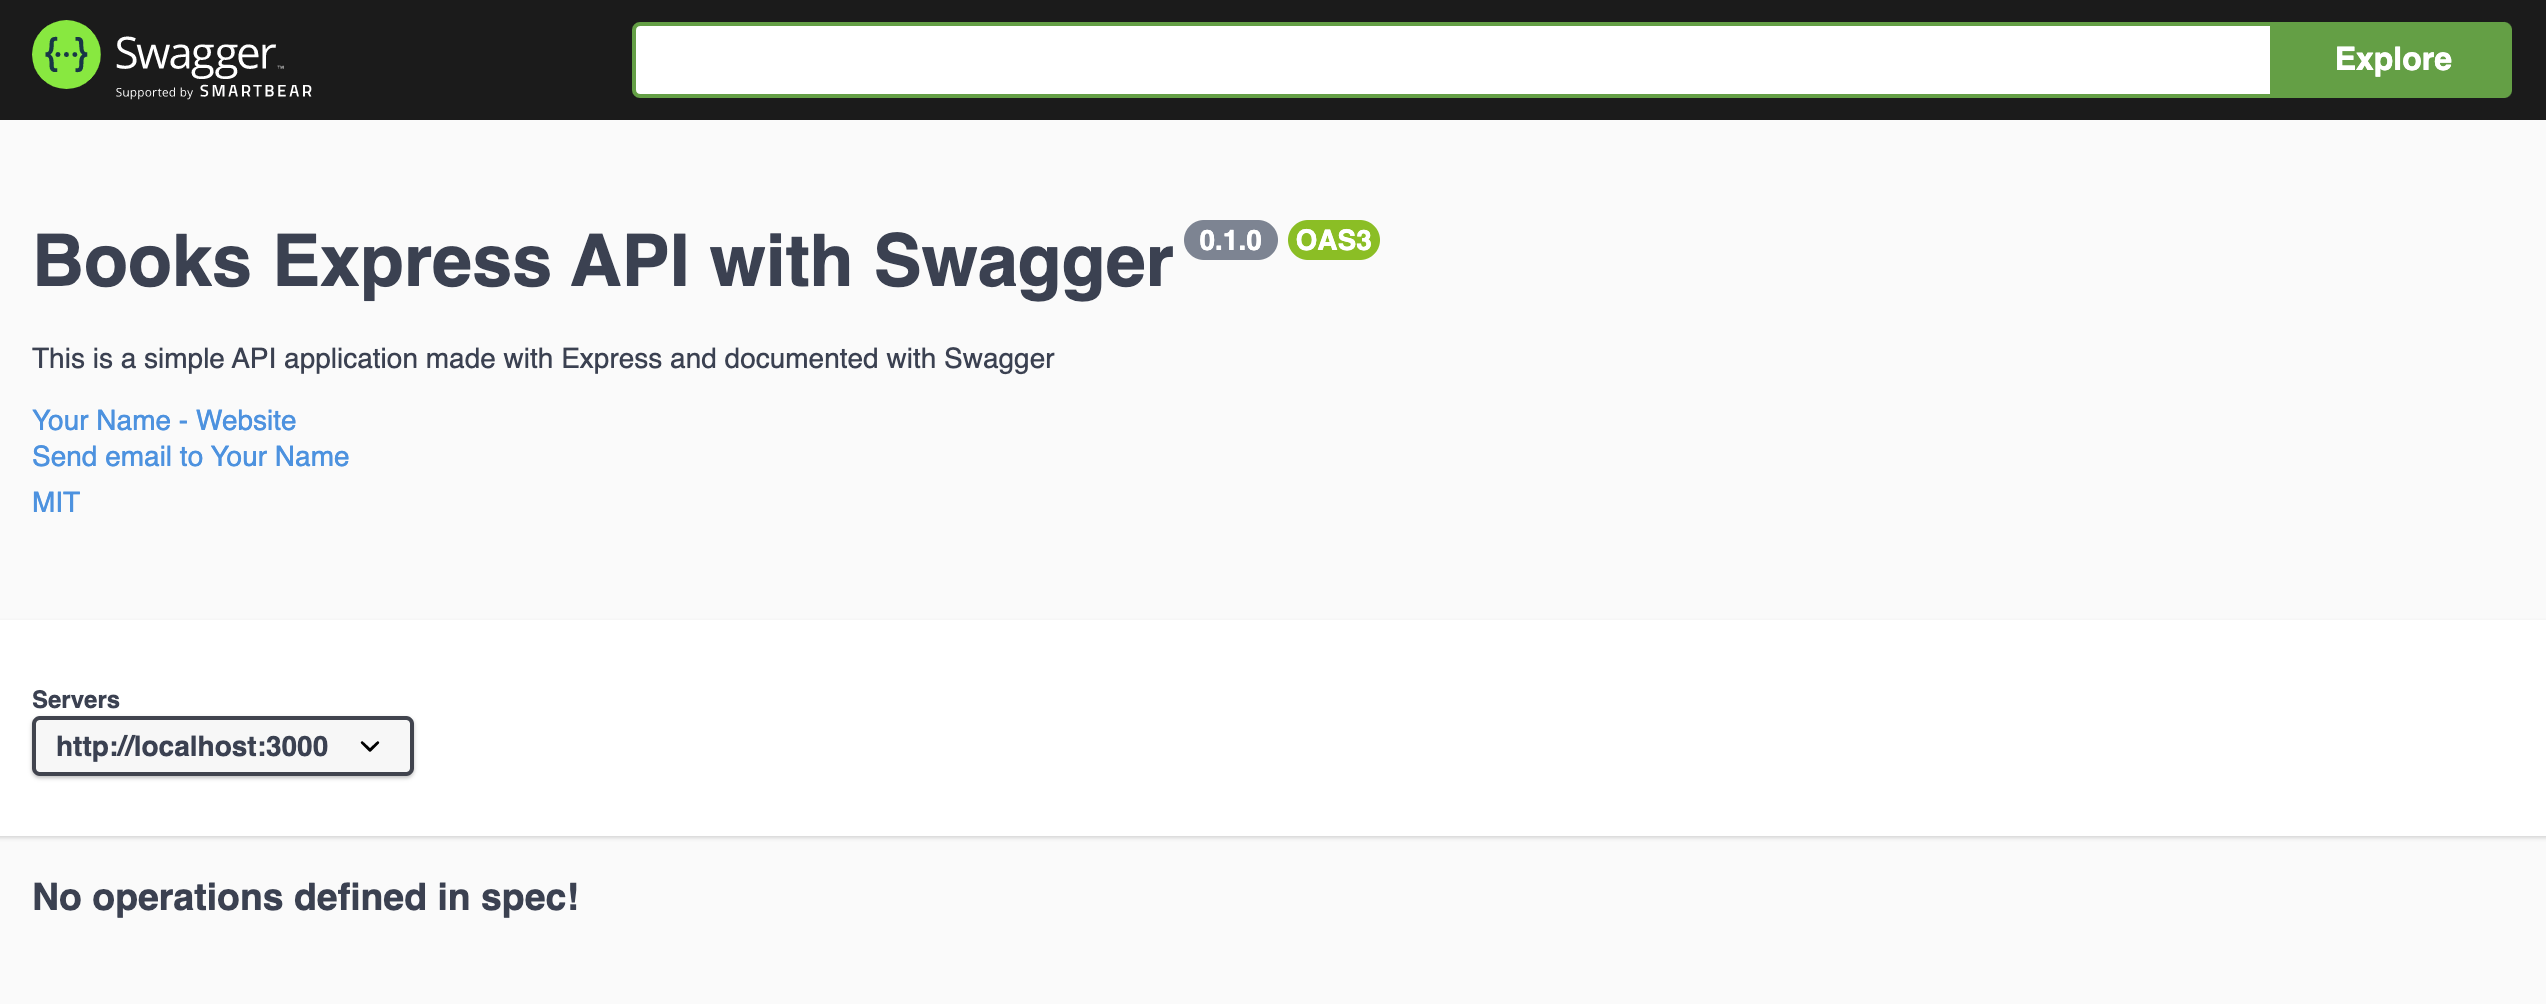 {...} Swagger™
Supported by SMARTBEAR
Explore
Books Express API with Swagger 0.1.0 OAS3
This is a simple API application made with Express and documented with Swagger
Your Name - Website
Send email to Your Name
MIT
Servers
http://localhost:3000
No operations defined in spec!